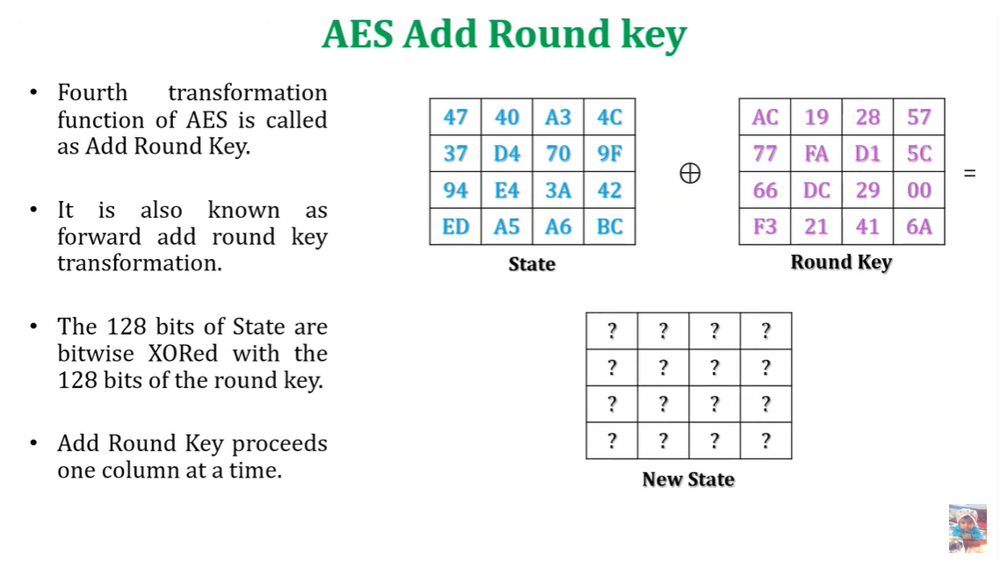 AES Add Round key
• Fourth transformation
function of AES is called
as Add Round Key.
• It is also known as
forward add round key
transformation.
• The 128 bits of State are
bitwise XORed with the
128 bits of the round key.
• Add Round Key proceeds
one column at a time.
47 40 A3 4C
37 D4 70 9F
94 E4 3A 42
ED A5 A6 BC
State
⊕
AC 19 28 57
77 FA D1 5C
66 DC 29 00
F3 21 41 6A
Round Key
=
? ? ? ?
? ? ? ?
? ? ? ?
? ? ? ?
New State